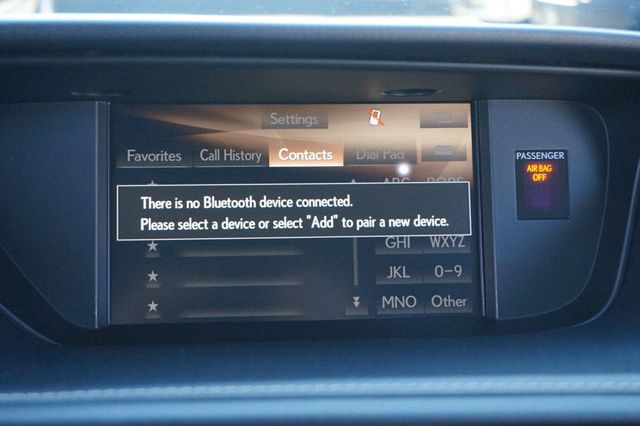 Settings
Favorites Call History Contacts Dial Pad
There is no Bluetooth device connected.
Please select a device or select "Add" to pair a new device.
GHI WXYZ
JKL 0-9
MNO Other
PASSENGER
AIR BAG
OFF